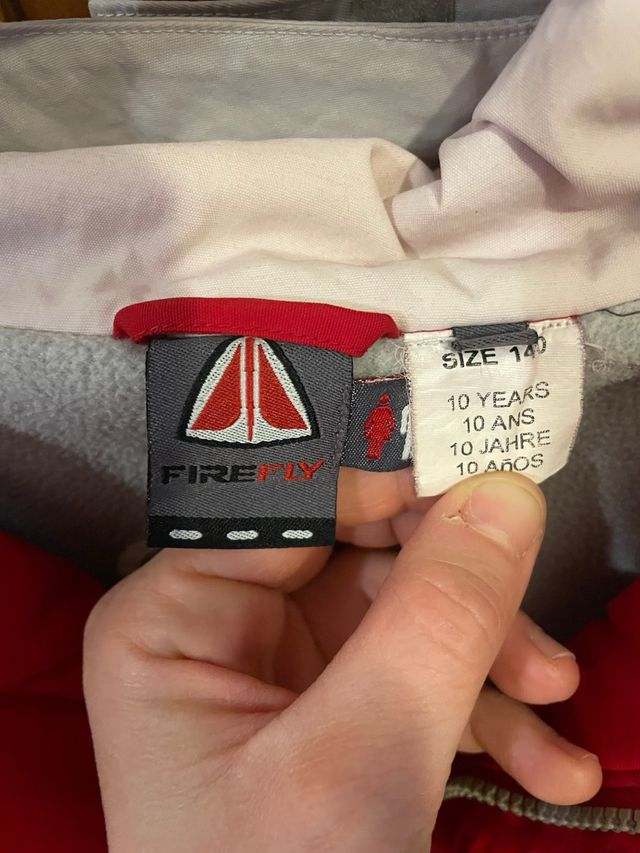 FIREFLY
SIZE 140
10 YEARS
10 ANS
10 JAHRE
10 AñOS